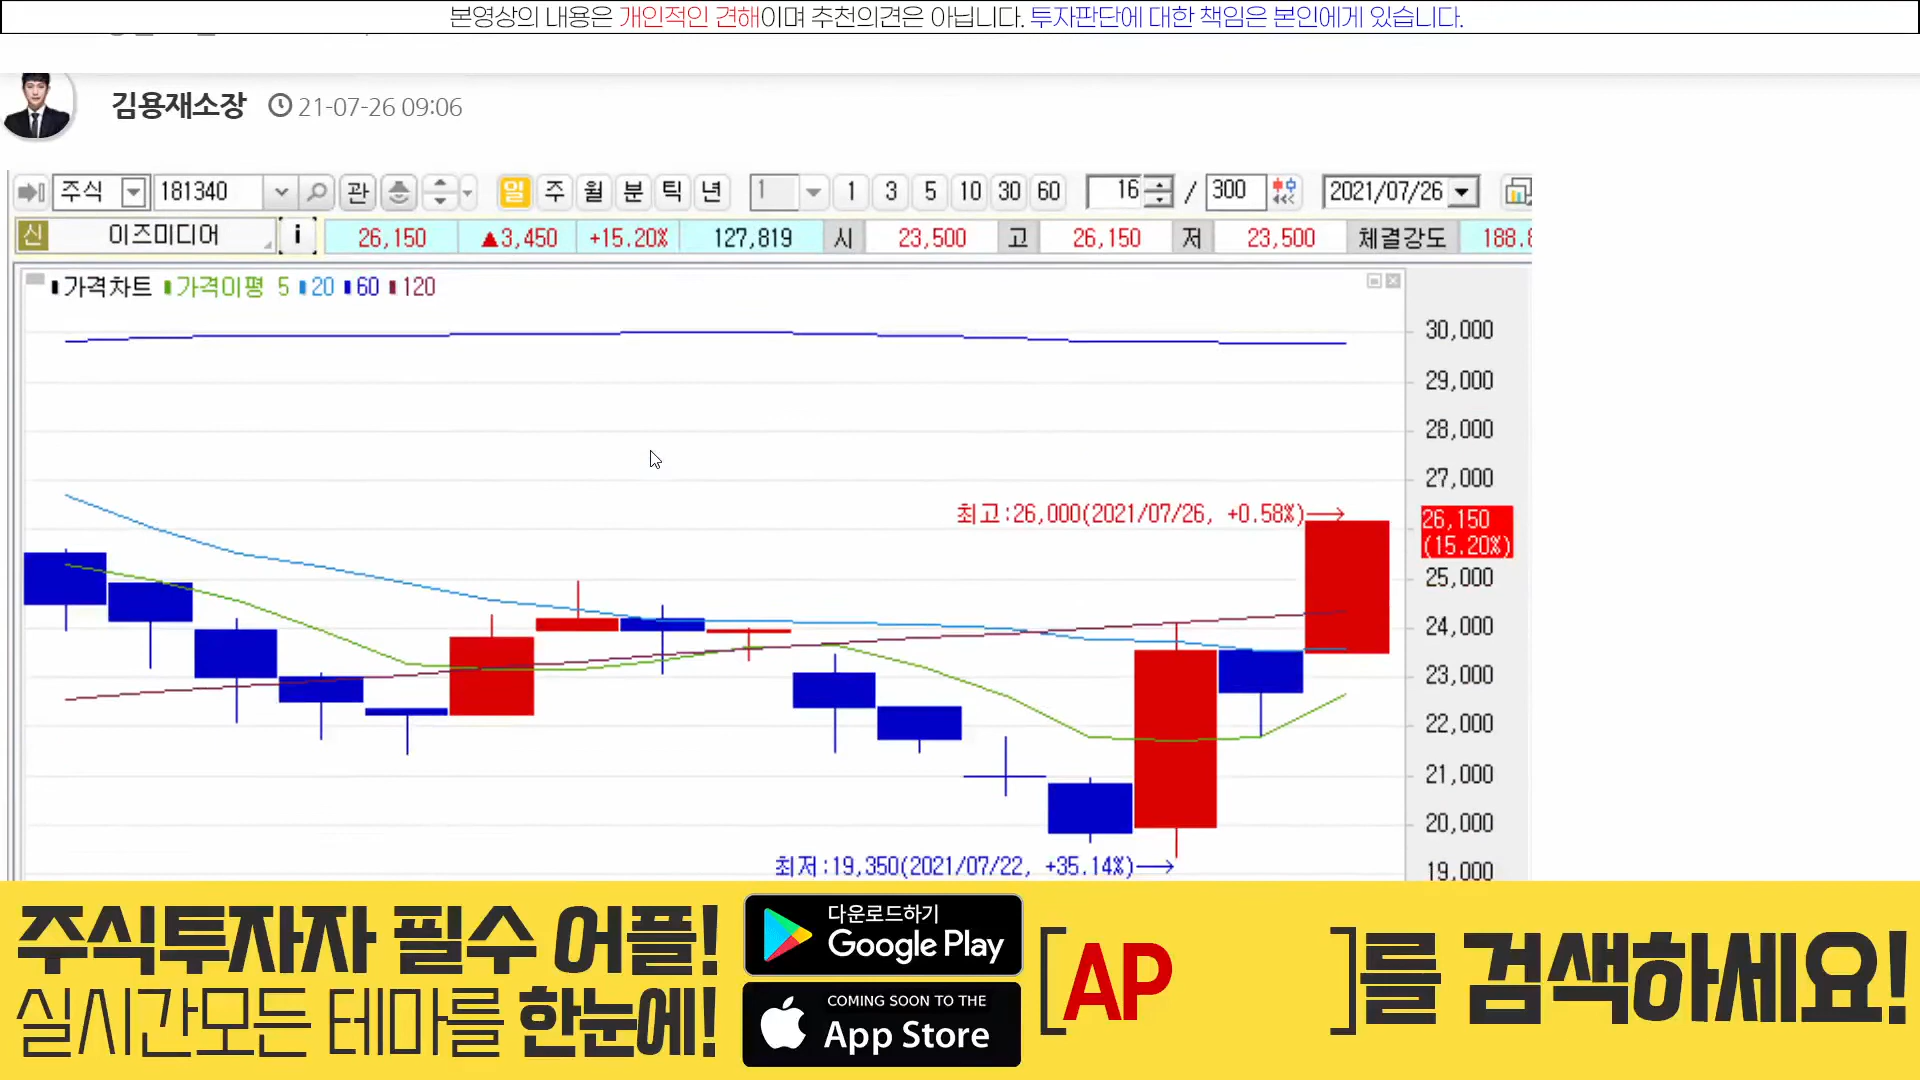 본영상의 내용은 개인적인 견해이며 추천의견은 아닙니다. 투자판단에 대한 책임은 본인에게 있습니다.
김용재소장 21-07-26 09:06
주식 181340 관 일 주 월 분 틱 년 1 1 3 5 10 30 60 16 / 300 2021/07/26
신 이즈미디어 i 26,150 ▲3,450 +15.20% 127,819 시 23,500 고 26,150 저 23,500 체결강도 188.8
가격차트 가격이평 5 20 60 120
30,000
29,000
28,000
27,000
최고:26,000(2021/07/26, +0.58%)→
26,150
(15.20%)
25,000
24,000
23,000
22,000
21,000
20,000
최저:19,350(2021/07/22, +35.14%)→
19,000
주식투자자 필수 어플!
실시간모든 테마를 한눈에!
다운로드하기
Google Play
COMING SOON TO THE
App Store
[AP ]를 검색하세요!